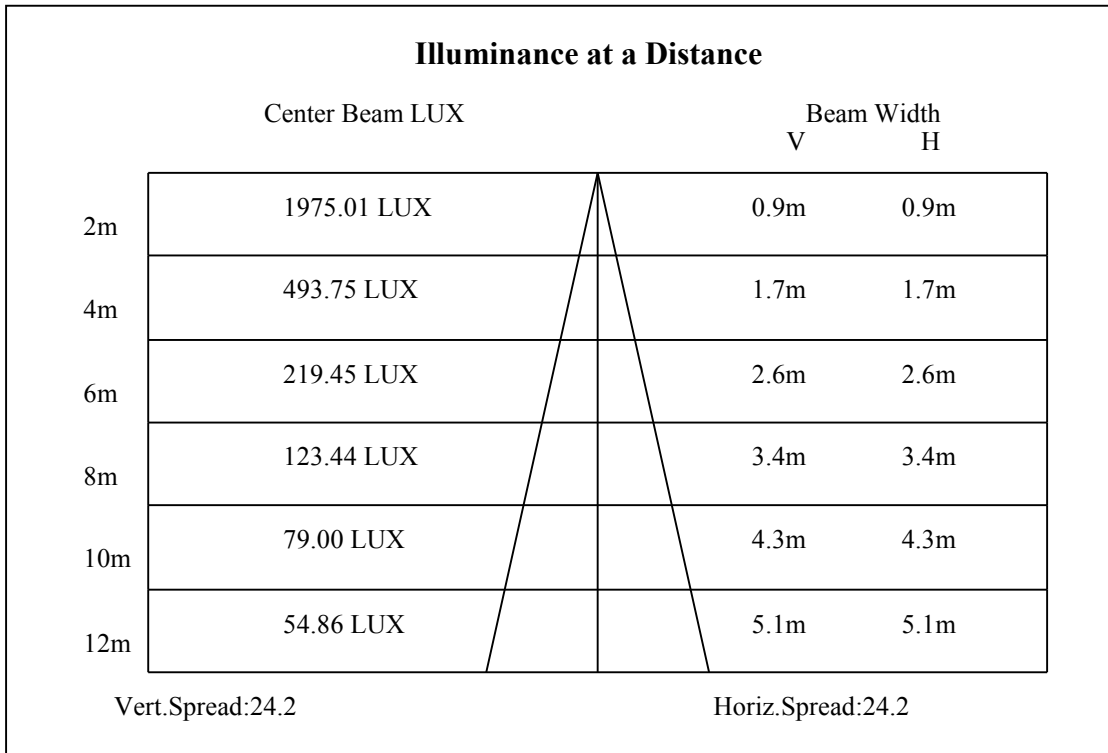 Illuminance at a Distance
Center Beam LUX Beam Width
V H
2m 1975.01 LUX 0.9m 0.9m
4m 493.75 LUX 1.7m 1.7m
6m 219.45 LUX 2.6m 2.6m
8m 123.44 LUX 3.4m 3.4m
10m 79.00 LUX 4.3m 4.3m
12m 54.86 LUX 5.1m 5.1m
Vert.Spread:24.2 Horiz.Spread:24.2